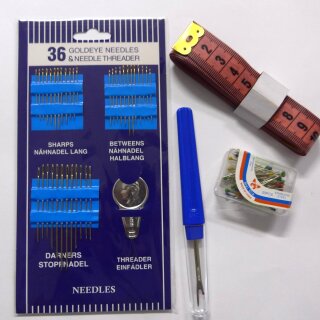 36 GOLDEYE NEEDLES
& NEEDLE THREADER
SHARPS
NÄHNADEL LANG
BETWEENS
NÄHNADEL
HALBLANG
DARNERS
STOPFNADEL
THREADER
EINFÄDLER
NEEDLES
2
3
4
5
8
9